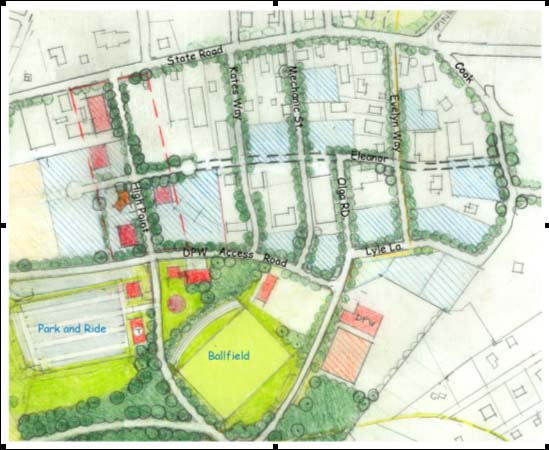 State Road
Kates Way
Mechanic St.
Evelyn Way
Cook
Eleanor
High Point
Olga RD
DPW Access Road
Lyle La
Park and Ride
T
Ballfield
DPW